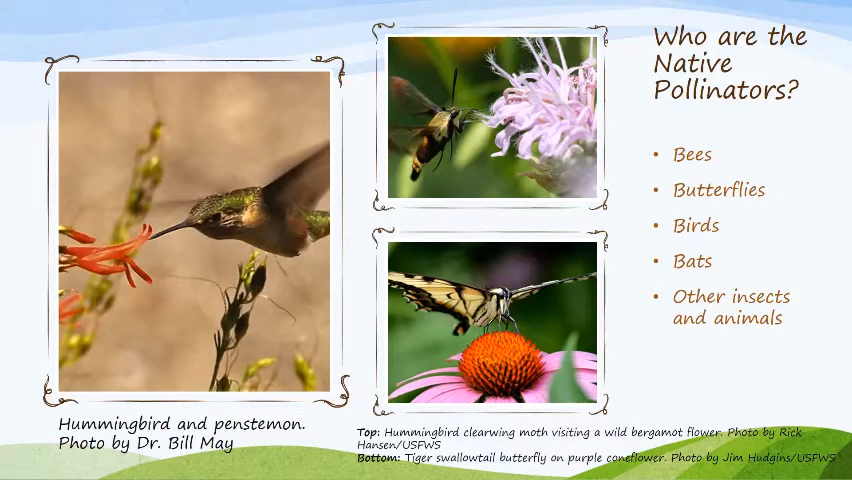 Who are the
Native
Pollinators?
• Bees
• Butterflies
• Birds
• Bats
• Other insects
and animals
Hummingbird and penstemon.
Photo by Dr. Bill May
Top: Hummingbird clearwing moth visiting a wild bergamot flower. Photo by Rick
Hansen/USFWS
Bottom: Tiger swallowtail butterfly on purple coneflower. Photo by Jim Hudgins/USFWS